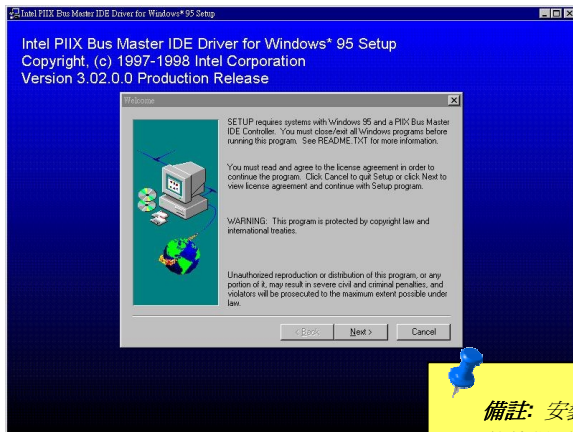 Intel PIIX Bus Master IDE Driver for Windows* 95 Setup
Intel PIIX Bus Master IDE Driver for Windows* 95 Setup
Copyright, (c) 1997-1998 Intel Corporation
Version 3.02.0.0 Production Release
Welcome
SETUP requires systems with Windows 95 and a PIIX Bus Master
IDE Controller. You must close/exit all Windows programs before
running this program. See README.TXT for more information.
You must read and agree to the license agreement in order to
continue the program. Click Cancel to quit Setup or click Next to
view license agreement and continue with Setup program.
WARNING: This program is protected by copyright law and
international treaties.
Unauthorized reproduction or distribution of this program, or any
portion of it, may result in severe civil and criminal penalties, and
violators will be prosecuted to the maximum extent possible under
law.
< Back
Next >
Cancel
備註: 安